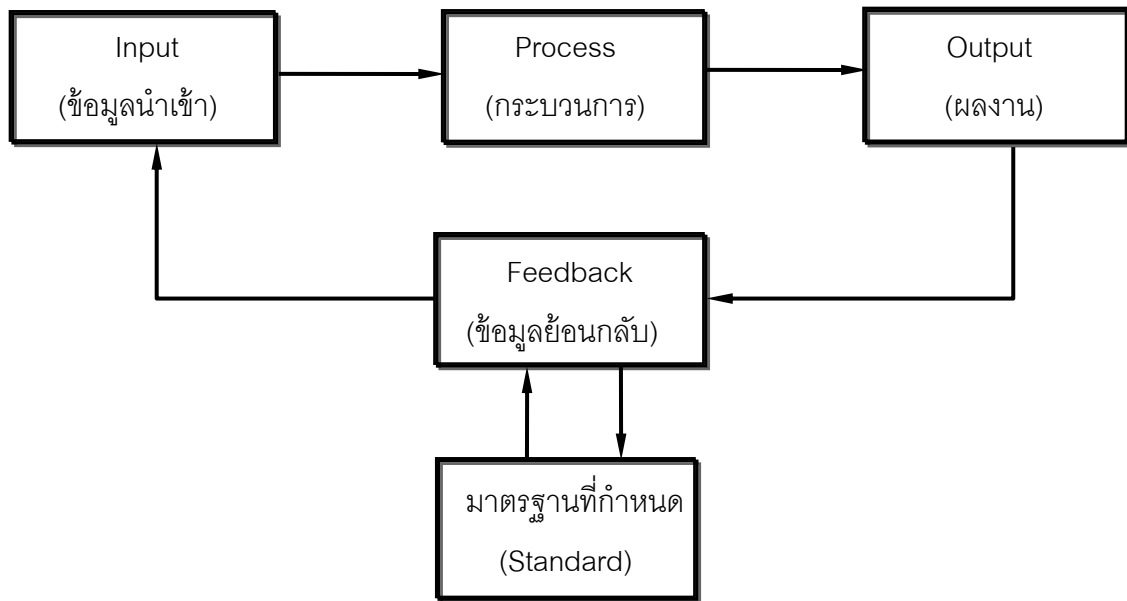 Input
(ข้อมูลนำเข้า)
Process
(กระบวนการ)
Output
(ผลงาน)
Feedback
(ข้อมูลย้อนกลับ)
มาตรฐานที่กำหนด
(Standard)